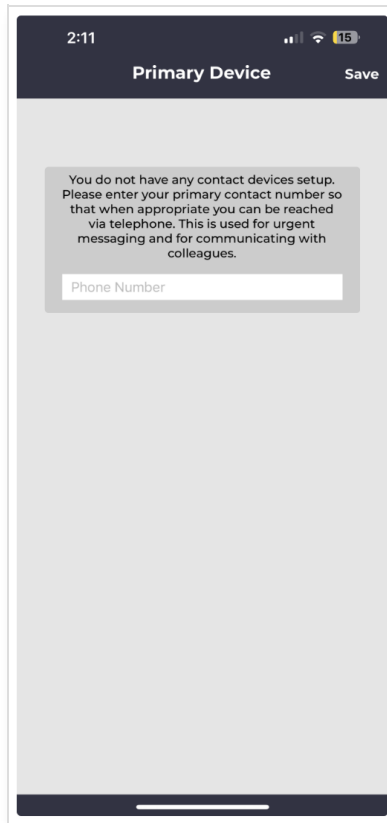 2:11
15
Primary Device
Save
You do not have any contact devices setup.
Please enter your primary contact number so
that when appropriate you can be reached
via telephone. This is used for urgent
messaging and for communicating with
colleagues.
Phone Number